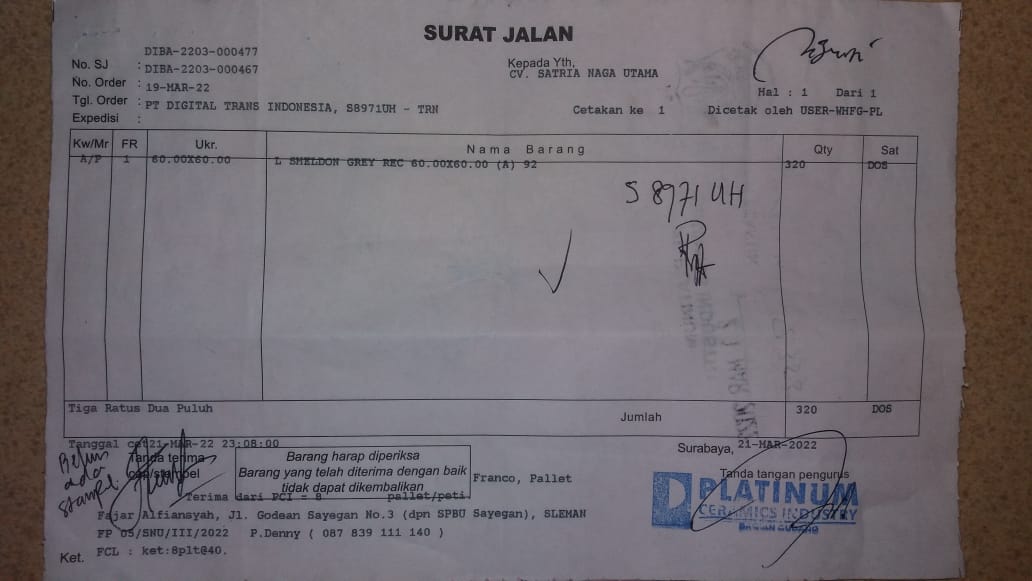 SURAT JALAN
DIBA-2203-000477
No. SJ : DIBA-2203-000467
No. Order : 19-MAR-22
Tgl. Order : PT DIGITAL TRANS INDONESIA, S8971UH - TRN
Expedisi :
Kepada Yth,
CV. SATRIA NAGA UTAMA
Hal : 1 Dari 1
Cetakan ke 1 Dicetak oleh USER-WHFG-PL
Kw/Mr FR Ukr. Nama Barang Qty Sat
A/P 1 60.00X60.00 L SHELDON GREY REC 60.00X60.00 (A) 92 320 DOS
S 8971 UH
Tiga Ratus Dua Puluh Jumlah 320 DOS
Tanggal cet21-MAR-22 23:08:00
Surabaya, 21-MAR-2022
Tanda terima
cap/stampel
Belum
ada
stampel
Barang harap diperiksa
Barang yang telah diterima dengan baik
tidak dapat dikembalikan
Franco, Pallet
Tanda tangan pengurus
PLATINUM
CERAMICS INDUSTRY
BAGIAN GUDANG
Terima dari PCI = 8 pallet/peti
Fajar Alfiansyah, Jl. Godean Sayegan No.3 (dpn SPBU Sayegan), SLEMAN
FP 05/SNU/III/2022 P.Denny ( 087 839 111 140 )
Ket. FCL : ket:8plt@40.